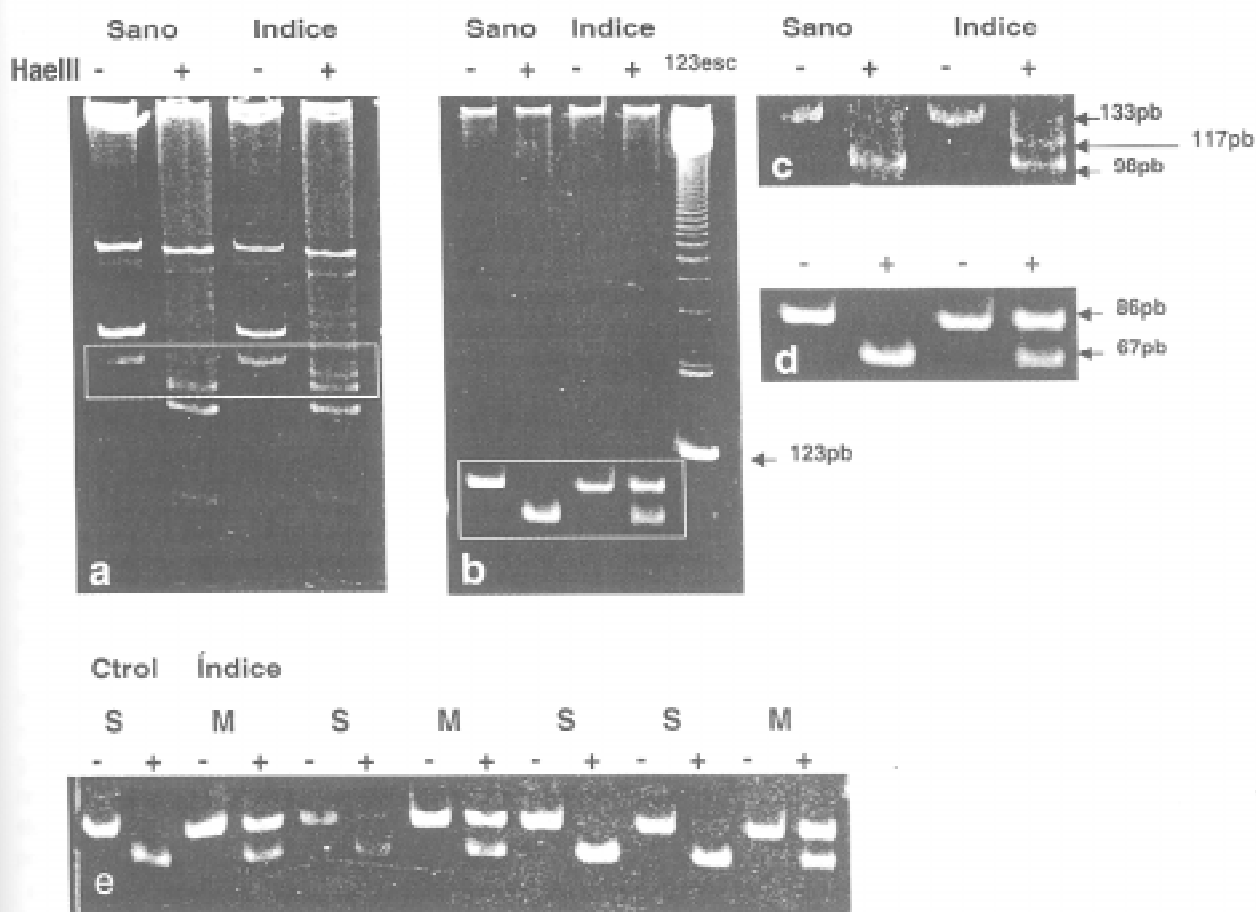 Sano Indice
HaeIII - + - +
a
Sano Indice
- + - + 123esc
123pb
b
Sano Indice
- + - +
133pb
117pb
98pb
c
- + - +
86pb
67pb
d
Ctrol Índice
S M S M S S M
- + - + - + - + - + - + - +
e